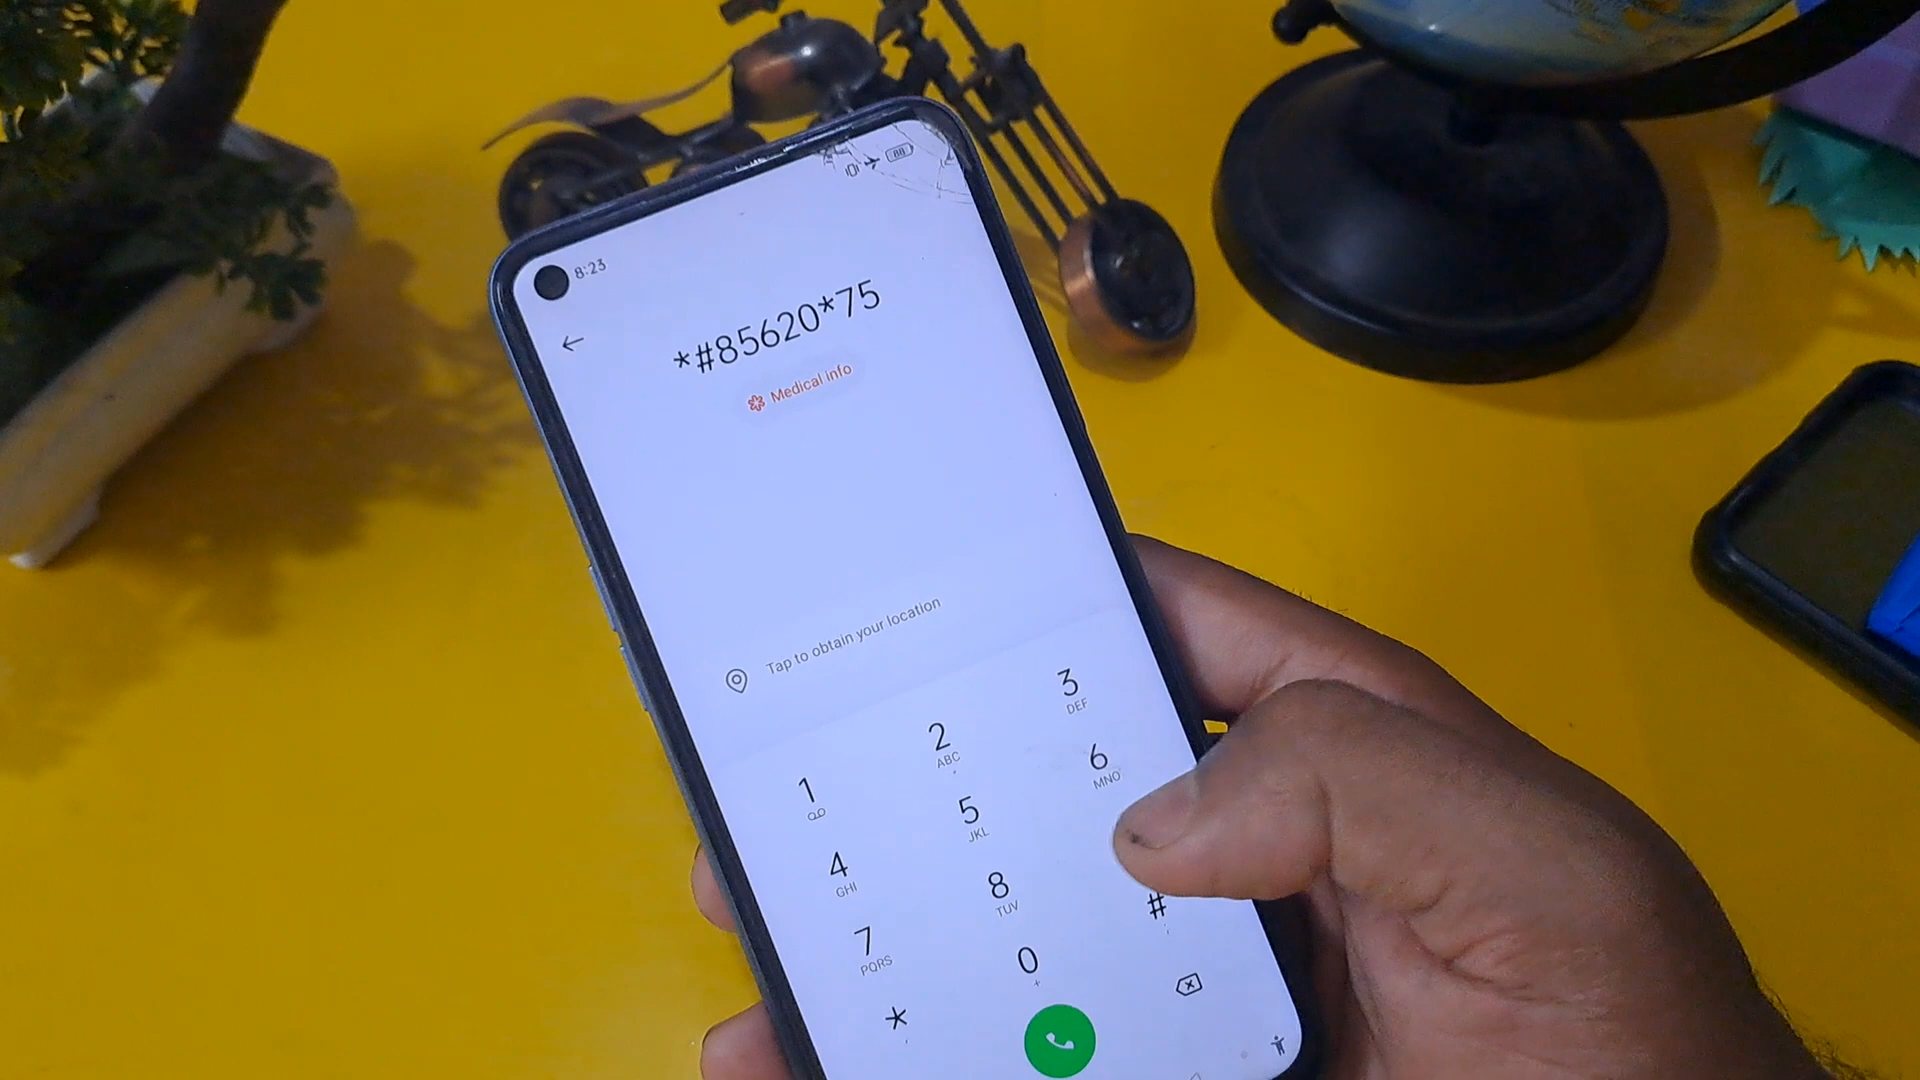 88
8:23
*#85620*75
Medical info
Tap to obtain your location
1
2 ABC
3 DEF
4 GHI
5 JKL
6 MNO
7 PQRS
8 TUV
*
0 +
#